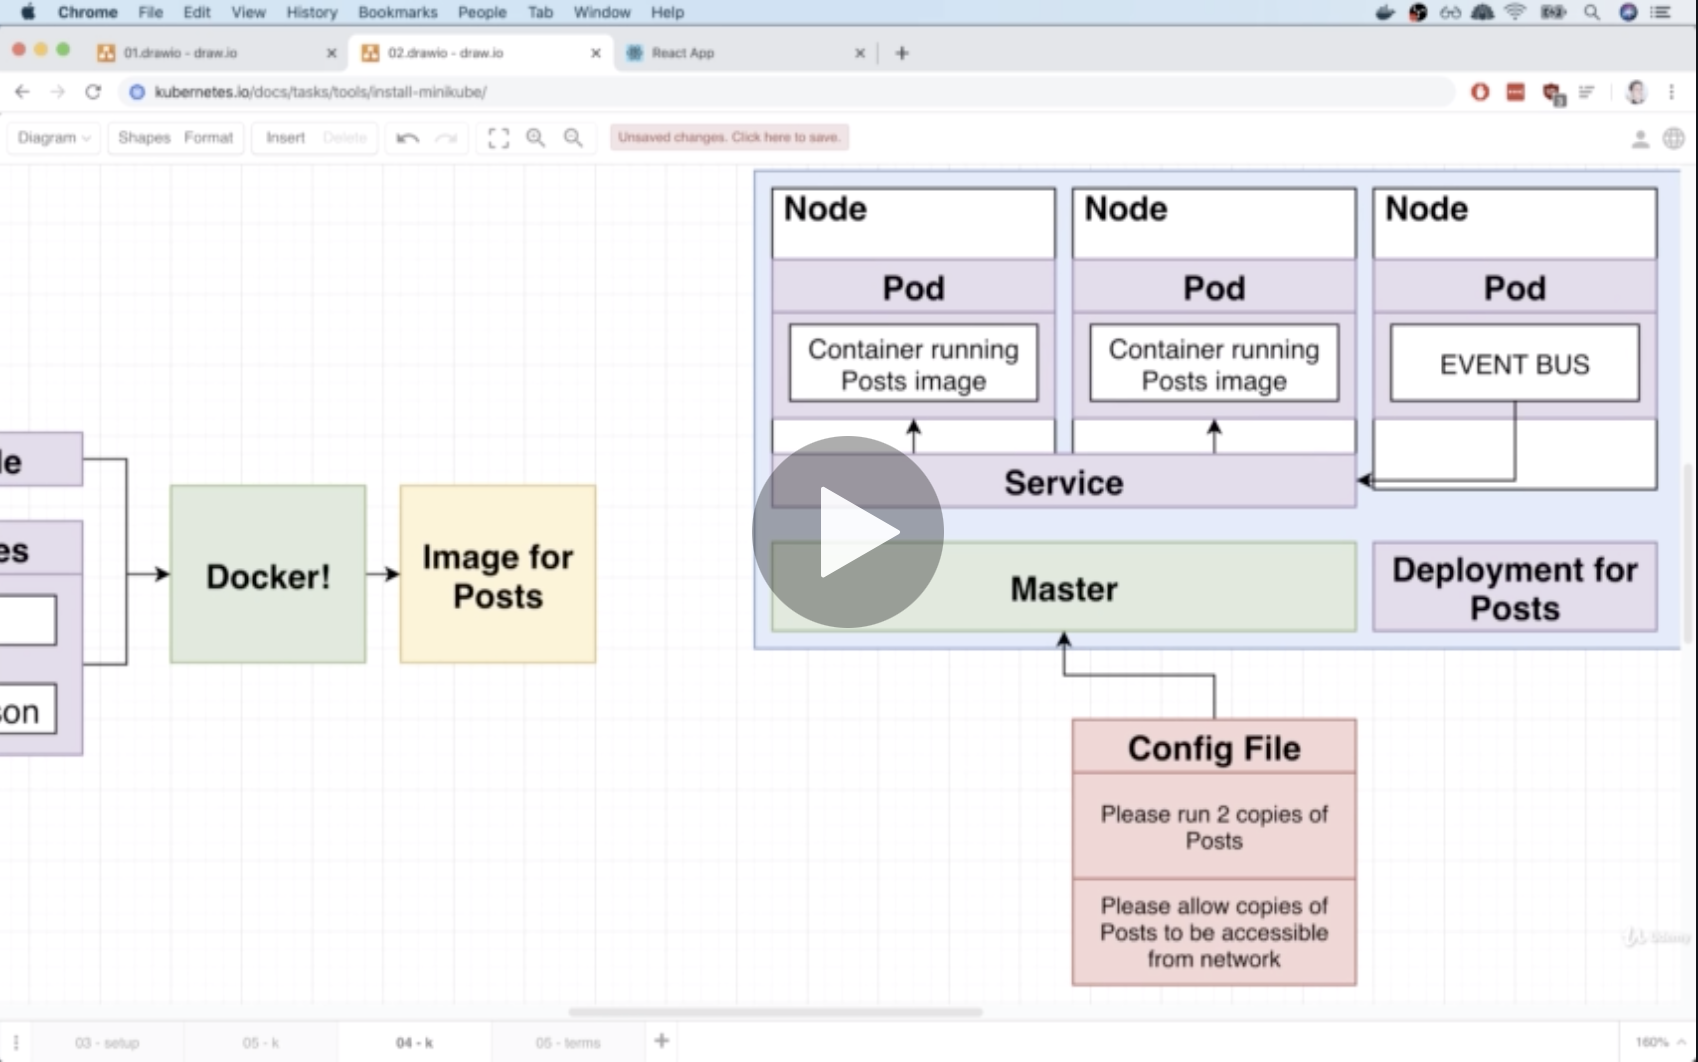 Chrome File Edit View History Bookmarks People Tab Window Help
01.drawio - draw.io
02.drawio - draw.io
React App
kubernetes.io/docs/tasks/tools/install-minikube/
Diagram Shapes Format Insert Delete Unsaved changes. Click here to save.
Node
Pod
Container running
Posts image
Node
Pod
Container running
Posts image
Node
Pod
EVENT BUS
Service
Master
Deployment for
Posts
le
es
son
Docker!
Image for
Posts
Config File
Please run 2 copies of
Posts
Please allow copies of
Posts to be accessible
from network
Udemy
03 - setup
05 - k
04 - k
05 - terms
160%